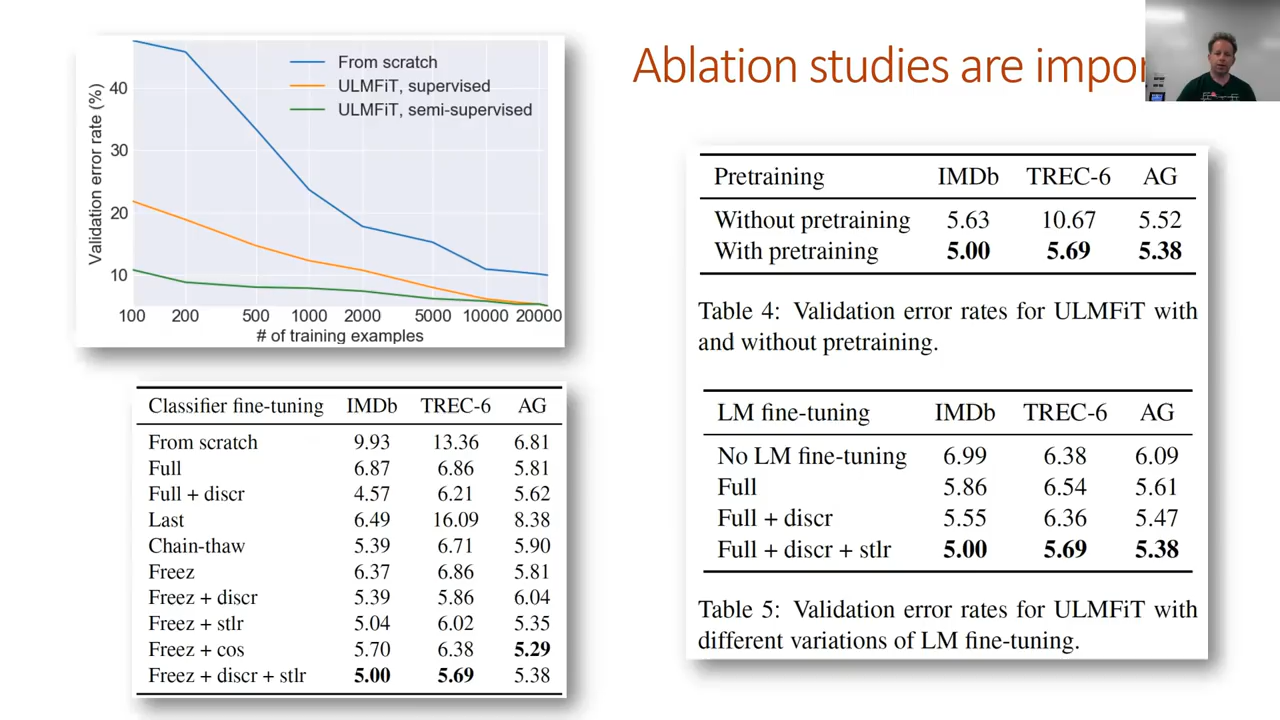 Ablation studies are impor
From scratch
ULMFiT, supervised
ULMFiT, semi-supervised
Validation error rate (%)
40
30
20
10
100 200 500 1000 2000 5000 10000 20000
# of training examples
Classifier fine-tuning IMDb TREC-6 AG
From scratch 9.93 13.36 6.81
Full 6.87 6.86 5.81
Full + discr 4.57 6.21 5.62
Last 6.49 16.09 8.38
Chain-thaw 5.39 6.71 5.90
Freez 6.37 6.86 5.81
Freez + discr 5.39 5.86 6.04
Freez + stlr 5.04 6.02 5.35
Freez + cos 5.70 6.38 5.29
Freez + discr + stlr 5.00 5.69 5.38
Pretraining IMDb TREC-6 AG
Without pretraining 5.63 10.67 5.52
With pretraining 5.00 5.69 5.38
Table 4: Validation error rates for ULMFiT with
and without pretraining.
LM fine-tuning IMDb TREC-6 AG
No LM fine-tuning 6.99 6.38 6.09
Full 5.86 6.54 5.61
Full + discr 5.55 6.36 5.47
Full + discr + stlr 5.00 5.69 5.38
Table 5: Validation error rates for ULMFiT with
different variations of LM fine-tuning.